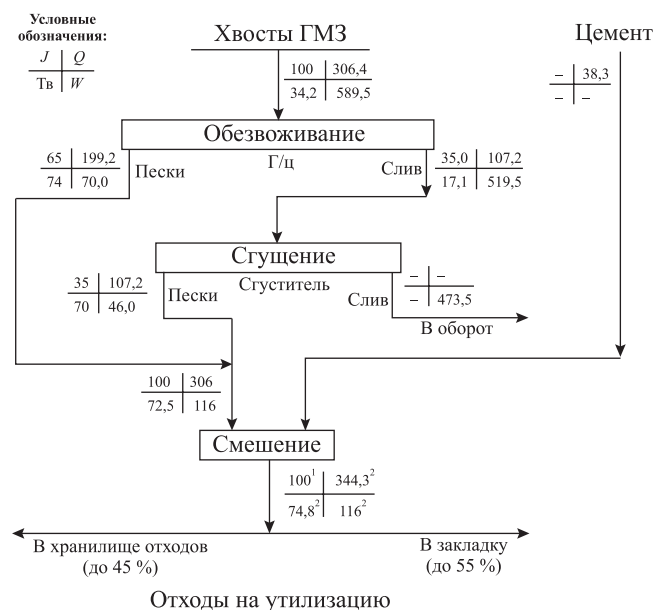 Условные
обозначения:
J Q
Тв W
Хвосты ГМЗ
100 306,4
34,2 589,5
Цемент
– 38,3
– –
Обезвоживание
Г/ц
65 199,2
74 70,0
Пески
Слив
35,0 107,2
17,1 519,5
Сгущение
Сгуститель
35 107,2
70 46,0
Пески
Слив
– –
– 473,5
В оборот
100 306
72,5 116
Смешение
100¹ 344,3²
74,8² 116²
В хранилище отходов
(до 45 %)
В закладку
(до 55 %)
Отходы на утилизацию